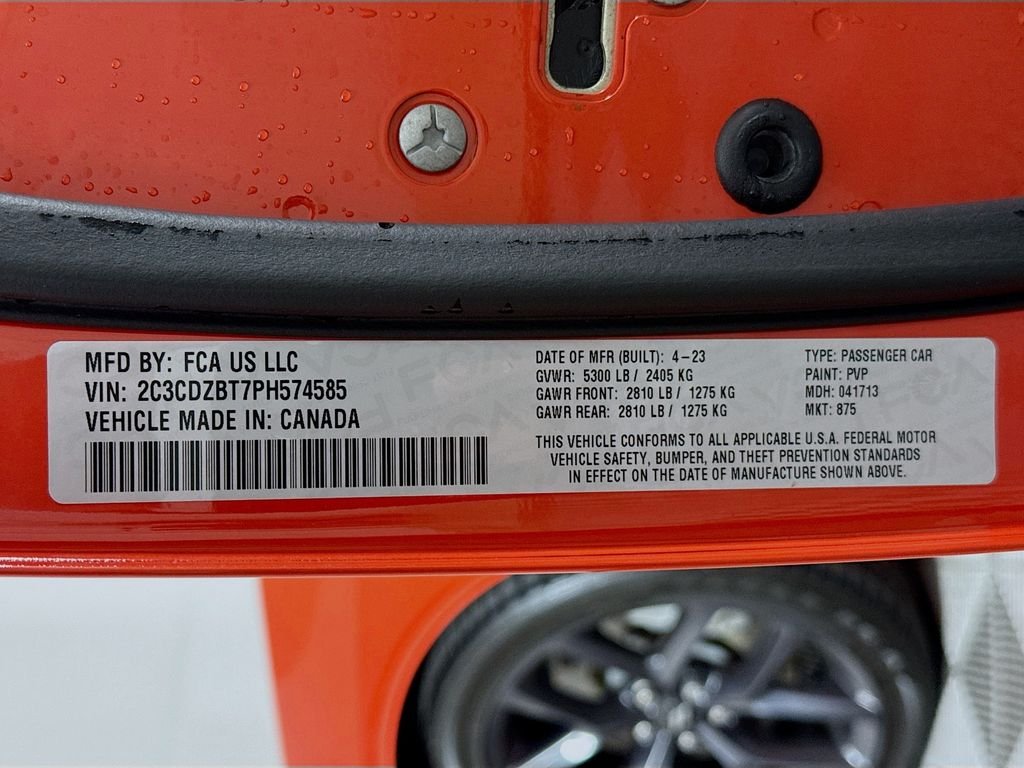 MFD BY: FCA US LLC
VIN: 2C3CDZBT7PH574585
VEHICLE MADE IN: CANADA
DATE OF MFR (BUILT): 4-23
GVWR: 5300 LB / 2405 KG
GAWR FRONT: 2810 LB / 1275 KG
GAWR REAR: 2810 LB / 1275 KG
TYPE: PASSENGER CAR
PAINT: PVP
MDH: 041713
MKT: 875
THIS VEHICLE CONFORMS TO ALL APPLICABLE U.S.A. FEDERAL MOTOR
VEHICLE SAFETY, BUMPER, AND THEFT PREVENTION STANDARDS
IN EFFECT ON THE DATE OF MANUFACTURE SHOWN ABOVE.